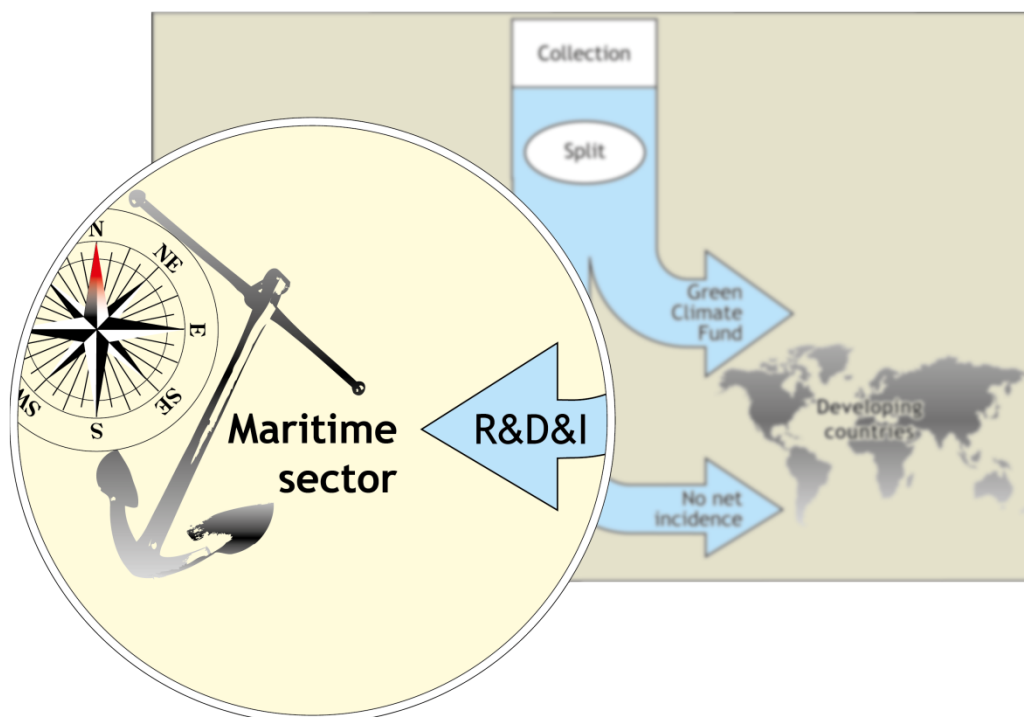 Collection
Split
Green
Climate
Fund
Developing
countries
No net
incidence
N
NE
E
SE
S
SW
Maritime
sector
R&D&I